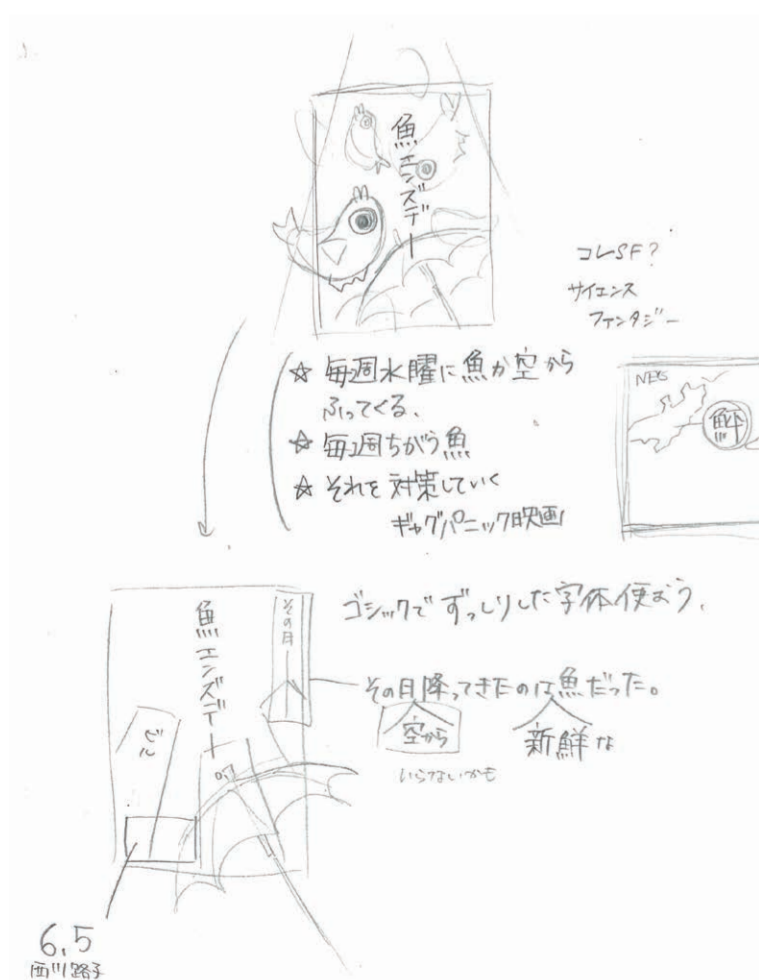 魚エンズデー
コレSF?
サイエンス
ファンタジー
☆ 毎週水曜に魚が空から
ふってくる、
☆ 毎週ちがう魚
☆ それを対策していく
ギャグパニック映画
ゴシックでずっしりした字体使おう、
その日
魚エンズデー
ビル
その日降ってきたのは魚だった。
空から
新鮮な
いらないかも
6,5